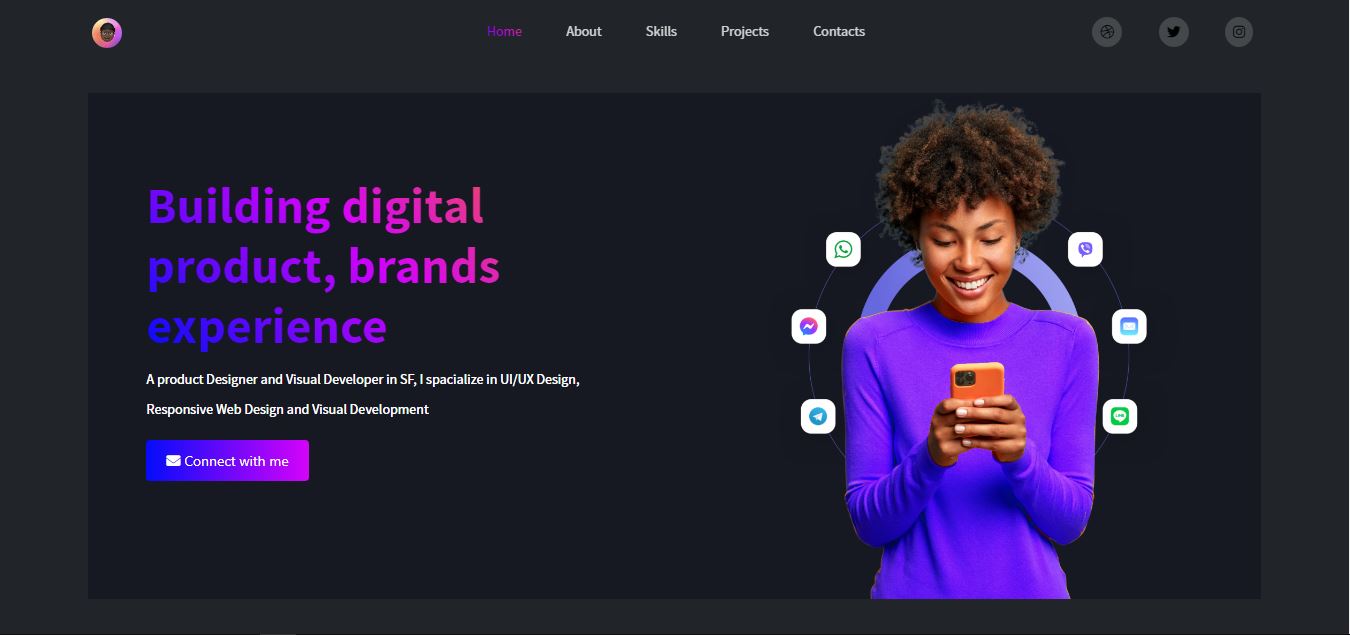 Home About Skills Projects Contacts
Building digital
product, brands
experience
A product Designer and Visual Developer in SF, I spacialize in UI/UX Design,
Responsive Web Design and Visual Development
Connect with me
LINE